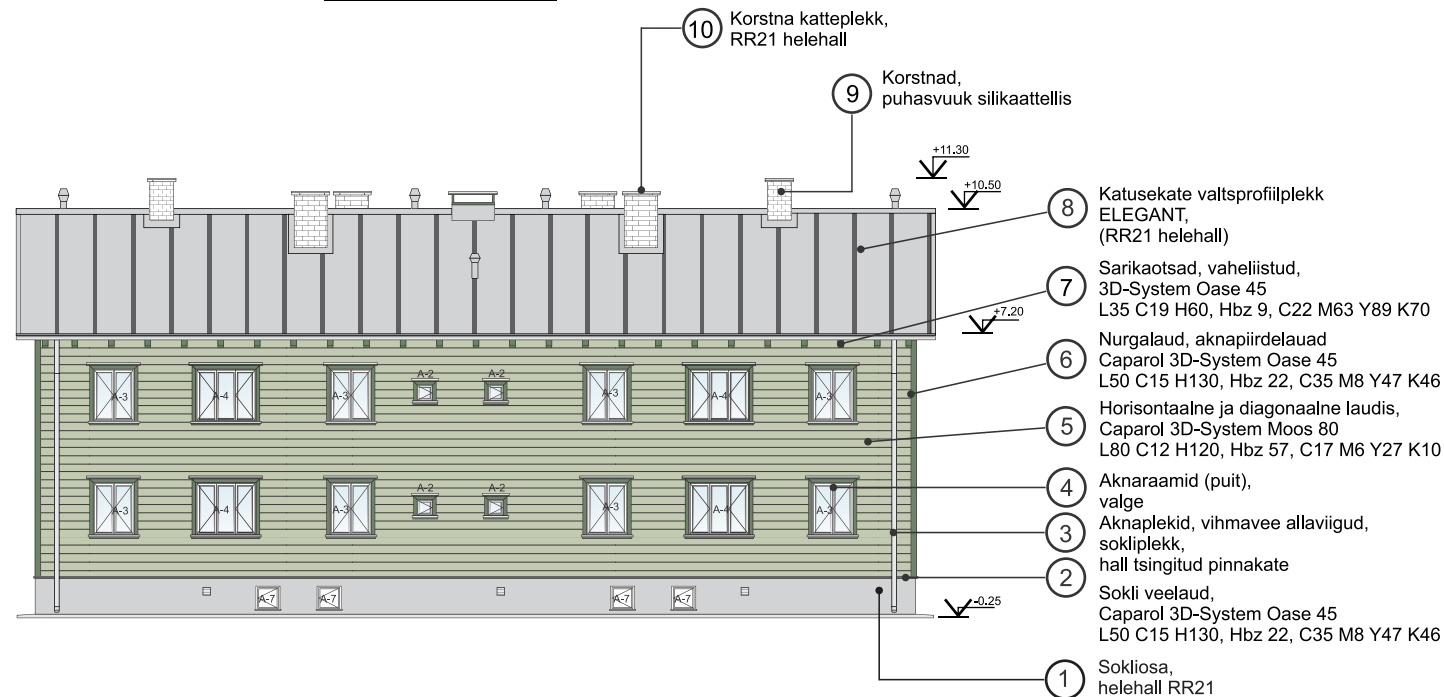 10
Korstna katteplekk,
RR21 helehall
9
Korstnad,
puhasvuuk silikaattellis
+11.30
+10.50
8
Katusekate valtsprofiilplekk
ELEGANT,
(RR21 helehall)
7
Sarikaotsad, vaheliistud,
3D-System Oase 45
L35 C19 H60, Hbz 9, C22 M63 Y89 K70
+7.20
6
Nurgalaud, aknapiirdelauad
Caparol 3D-System Oase 45
L50 C15 H130, Hbz 22, C35 M8 Y47 K46
A-3 A-4 A-3 A-2 A-2 A-3 A-4 A-3
5
Horisontaalne ja diagonaalne laudis,
Caparol 3D-System Moos 80
L80 C12 H120, Hbz 57, C17 M6 Y27 K10
4
Aknaraamid (puit),
valge
A-3 A-4 A-3 A-2 A-2 A-3 A-4 A-3
3
Aknaplekid, vihmavee allaviigud,
sokliplekk,
hall tsingitud pinnakate
2
Sokli veelaud,
Caparol 3D-System Oase 45
L50 C15 H130, Hbz 22, C35 M8 Y47 K46
A-7 A-7 A-7 A-7
-0.25
1
Sokliosa,
helehall RR21